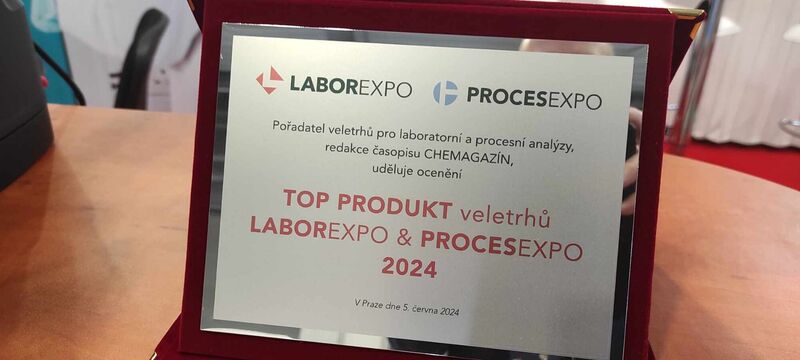 LABOREXPO PROCESEXPO
Pořadatel veletrhů pro laboratorní a procesní analýzy,
redakce časopisu CHEMAGAZÍN,
uděluje ocenění
TOP PRODUKT veletrhů
LABOREXPO & PROCESEXPO
2024
V Praze dne 5. června 2024